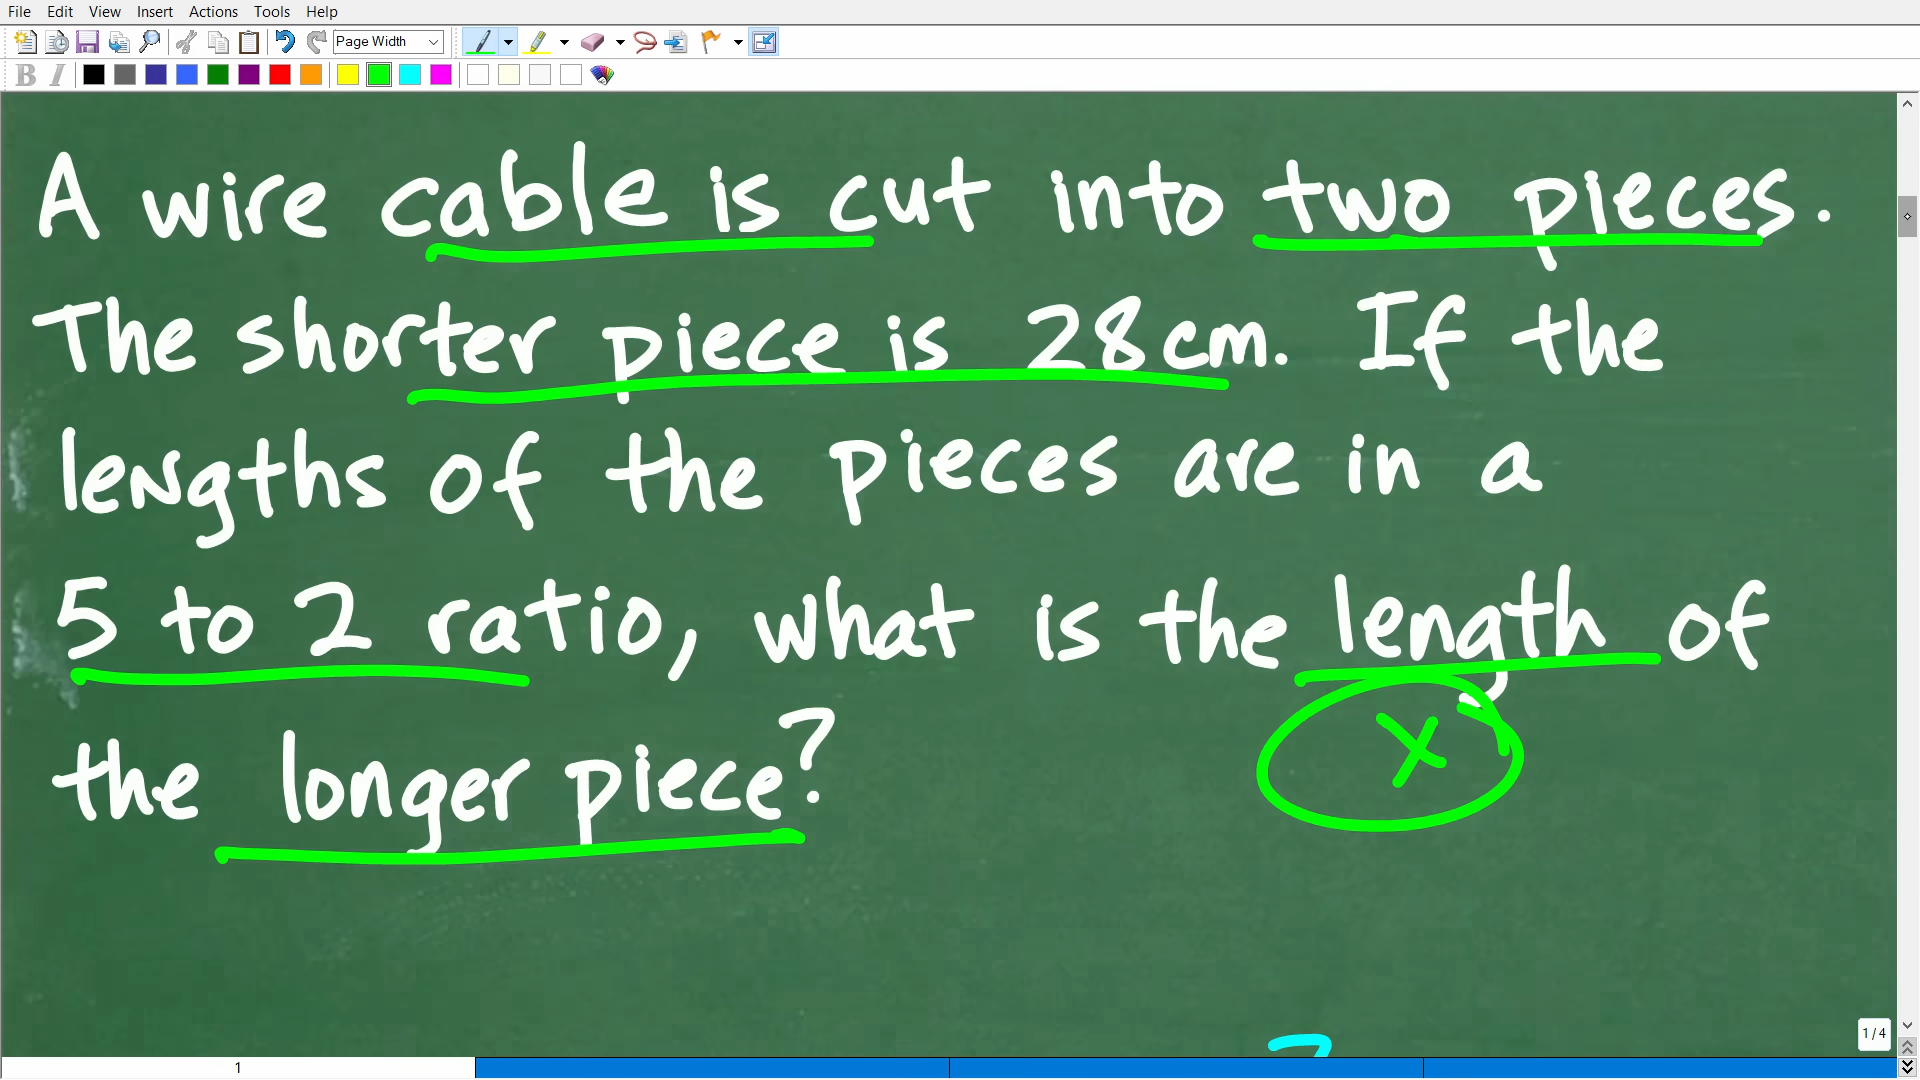 File Edit View Insert Actions Tools Help
Page Width
B I
A wire cable is cut into two pieces.
The shorter piece is 28cm. If the
lengths of the pieces are in a
5 to 2 ratio, what is the length of
the longer piece?
x
1 / 4
1